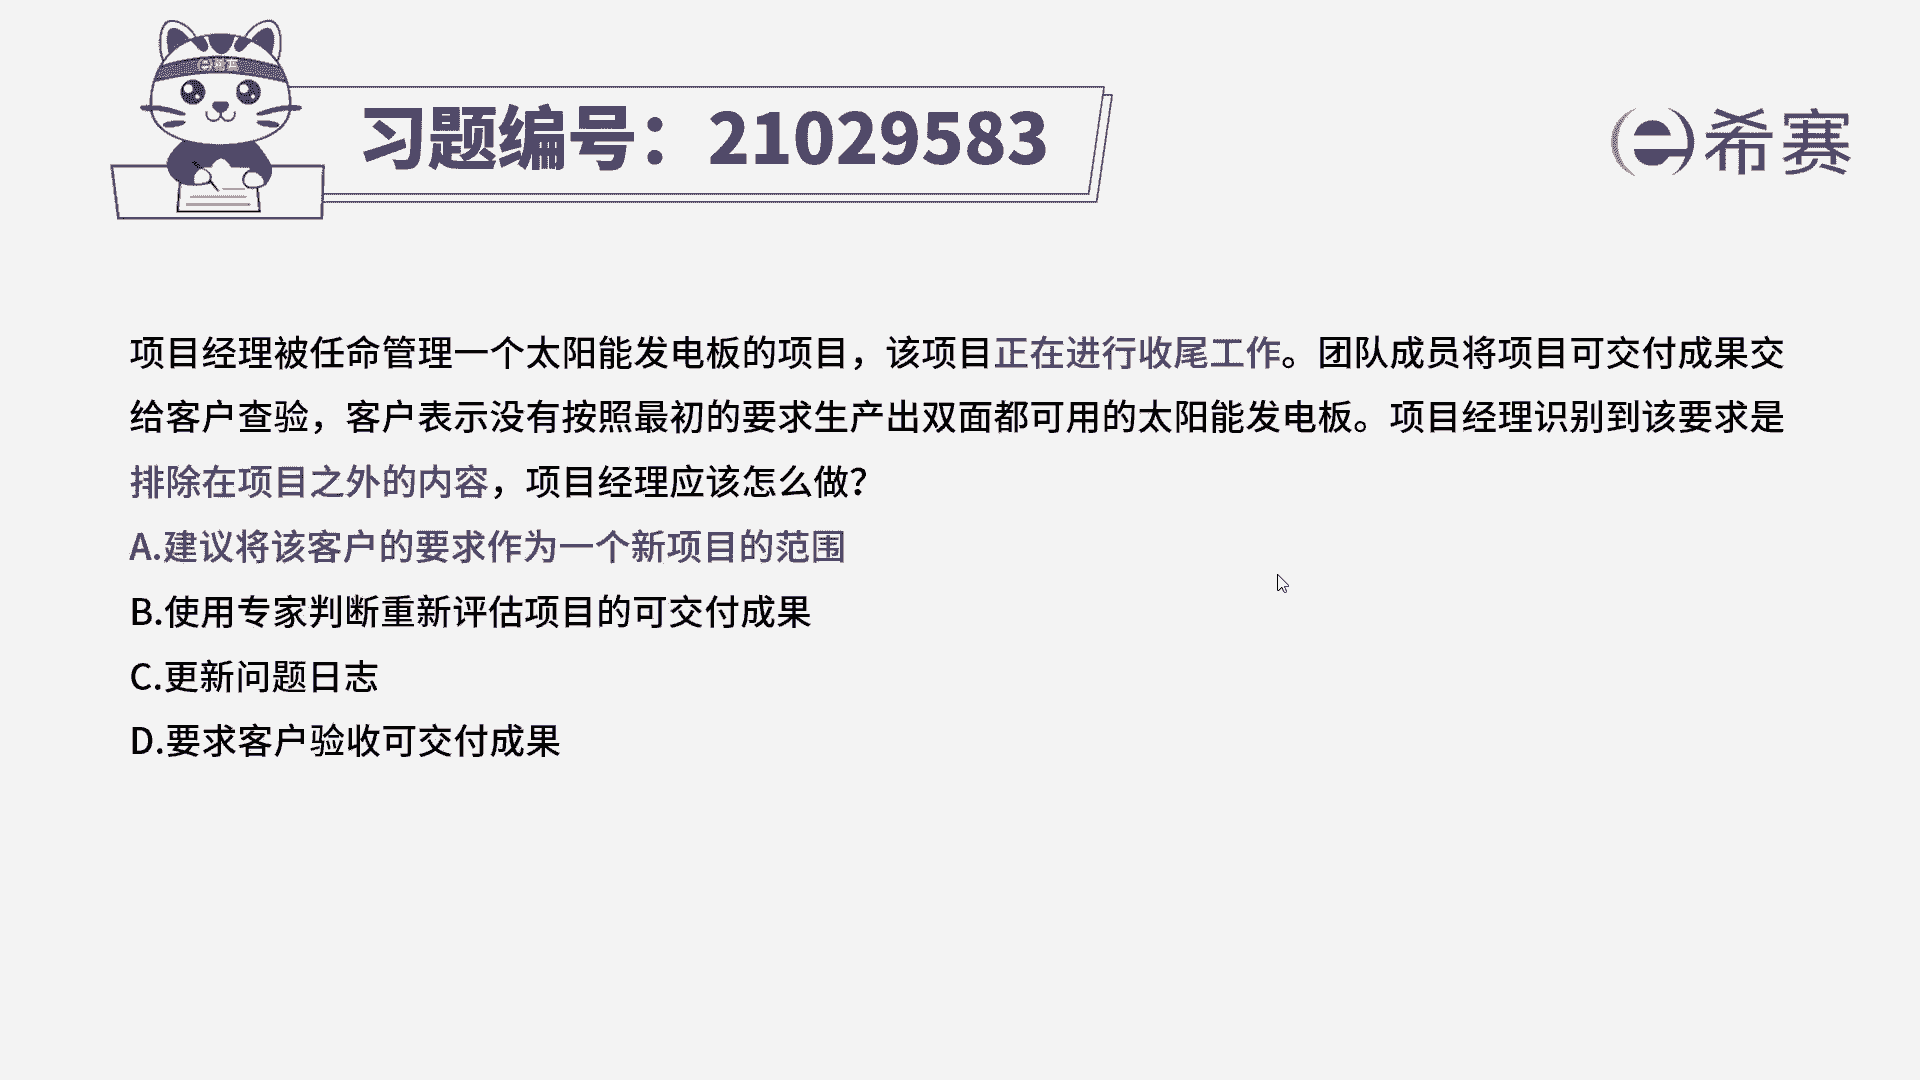 习题编号：21029583
希赛
项目经理被任命管理一个太阳能发电板的项目，该项目正在进行收尾工作。团队成员将项目可交付成果交
给客户查验，客户表示没有按照最初的要求生产出双面都可用的太阳能发电板。项目经理识别到该要求是
排除在项目之外的内容，项目经理应该怎么做？
A.建议将该客户的要求作为一个新项目的范围
B.使用专家判断重新评估项目的可交付成果
C.更新问题日志
D.要求客户验收可交付成果